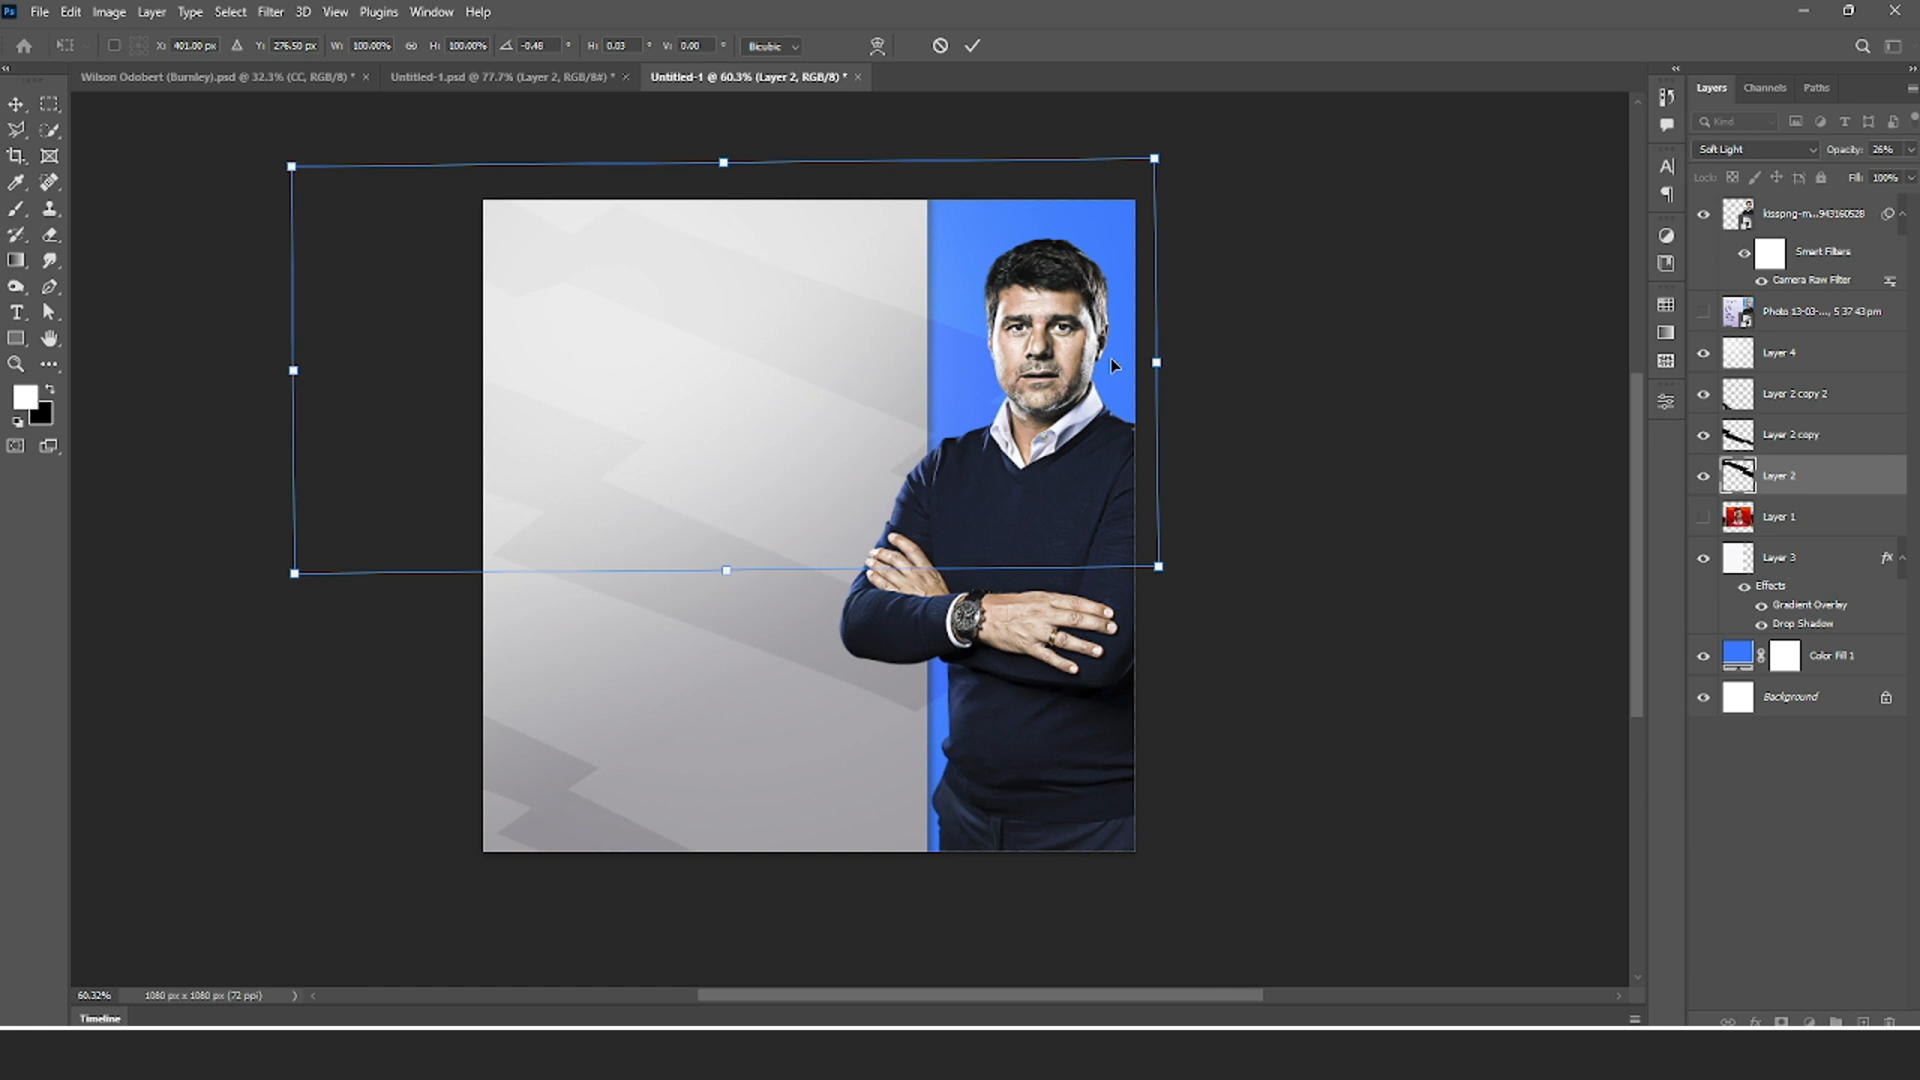 Ps File Edit Image Layer Type Select Filter 3D View Plugins Window Help
X: 401.00 px Y: 276.50 px W: 100.00% H: 100.00% -0.48 ° H: 0.03 ° V: 0.00 ° Bicubic
Wilson Odobert (Burnley).psd @ 32.3% (CC, RGB/8) * × Untitled-1.psd @ 77.7% (Layer 2, RGB/8#) * × Untitled-1 @ 60.3% (Layer 2, RGB/8) * ×
Layers Channels Paths
Kind
Soft Light Opacity: 26%
Lock: Fill: 100%
kisspng-m...943160528
Smart Filters
Camera Raw Filter
Photo 13-03-..., 5 37 43 pm
Layer 4
Layer 2 copy 2
Layer 2 copy
Layer 2
Layer 1
Layer 3 fx
Effects
Gradient Overlay
Drop Shadow
Color Fill 1
Background
60.32% 1080 px x 1080 px (72 ppi)
Timeline